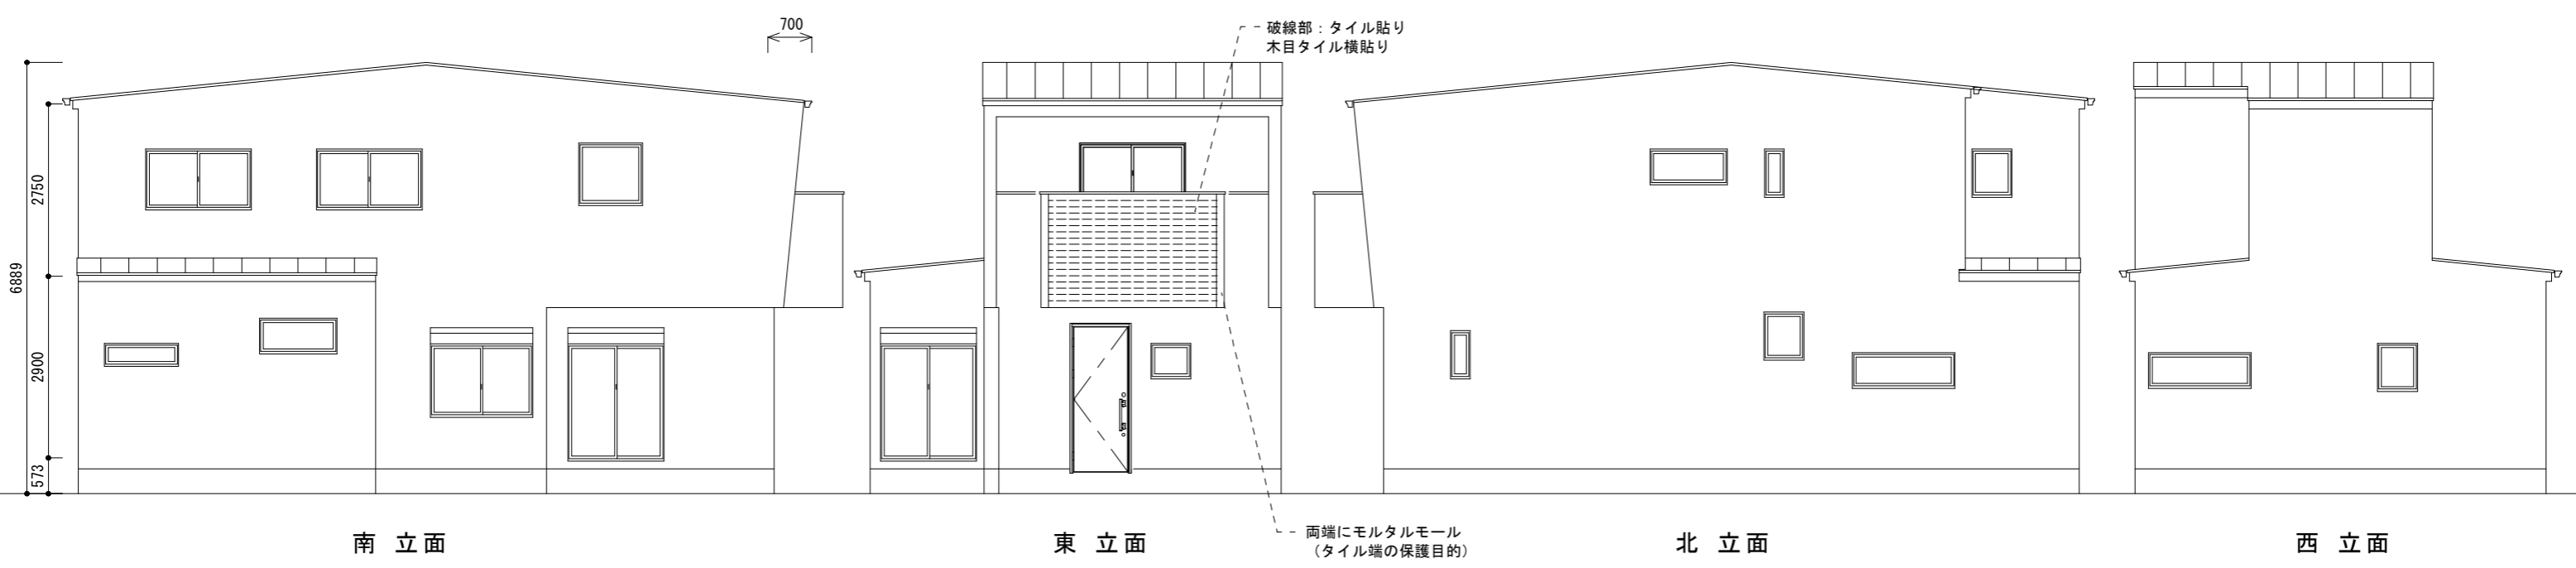 700
破線部：タイル貼り
木目タイル横貼り
6889
2750
2900
573
両端にモルタルモール
（タイル端の保護目的）
南 立面
東 立面
北 立面
西 立面